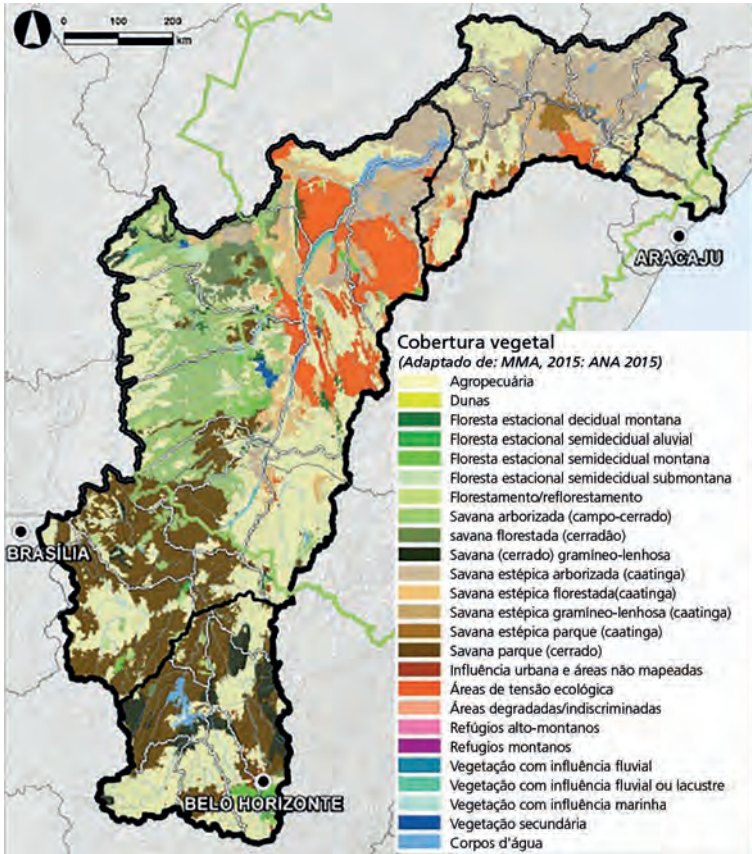 0 100 200
km
ARACAJU
BRASÍLIA
BELO HORIZONTE
Cobertura vegetal
(Adaptado de: MMA, 2015: ANA 2015)
Agropecuária
Dunas
Floresta estacional decidual montana
Floresta estacional semidecidual aluvial
Floresta estacional semidecidual montana
Floresta estacional semidecidual submontana
Florestamento/reflorestamento
Savana arborizada (campo-cerrado)
savana florestada (cerradão)
Savana (cerrado) gramíneo-lenhosa
Savana estépica arborizada (caatinga)
Savana estépica florestada(caatinga)
Savana estépica gramíneo-lenhosa (caatinga)
Savana estépica parque (caatinga)
Savana parque (cerrado)
Influência urbana e áreas não mapeadas
Áreas de tensão ecológica
Áreas degradadas/indiscriminadas
Refúgios alto-montanos
Refugios montanos
Vegetação com influência fluvial
Vegetação com influência fluvial ou lacustre
Vegetação com influência marinha
Vegetação secundária
Corpos d'água